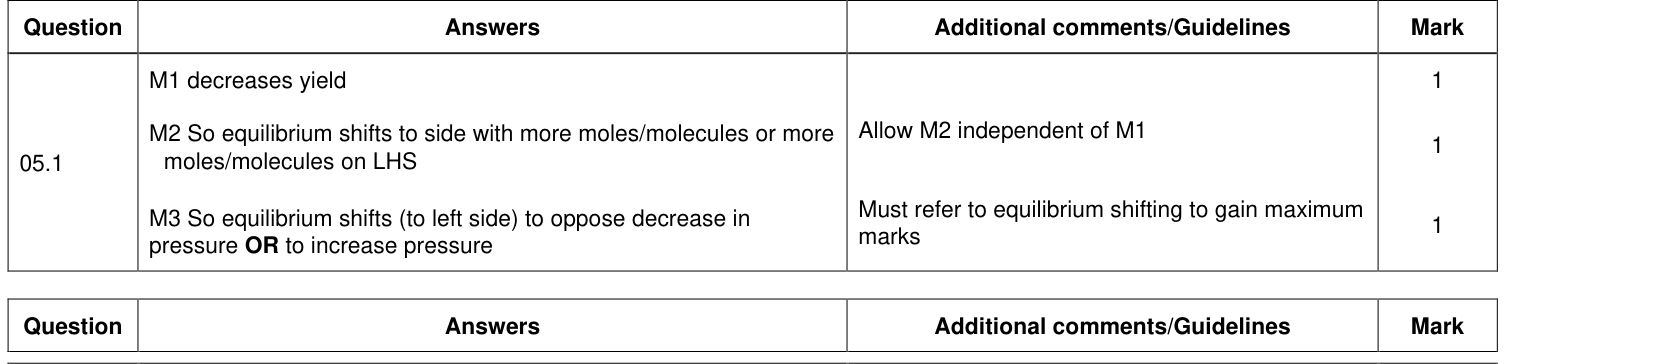 Question Answers Additional comments/Guidelines Mark
05.1
M1 decreases yield
1
M2 So equilibrium shifts to side with more moles/molecules or more
moles/molecules on LHS
Allow M2 independent of M1
1
M3 So equilibrium shifts (to left side) to oppose decrease in
pressure OR to increase pressure
Must refer to equilibrium shifting to gain maximum
marks
1
Question Answers Additional comments/Guidelines Mark